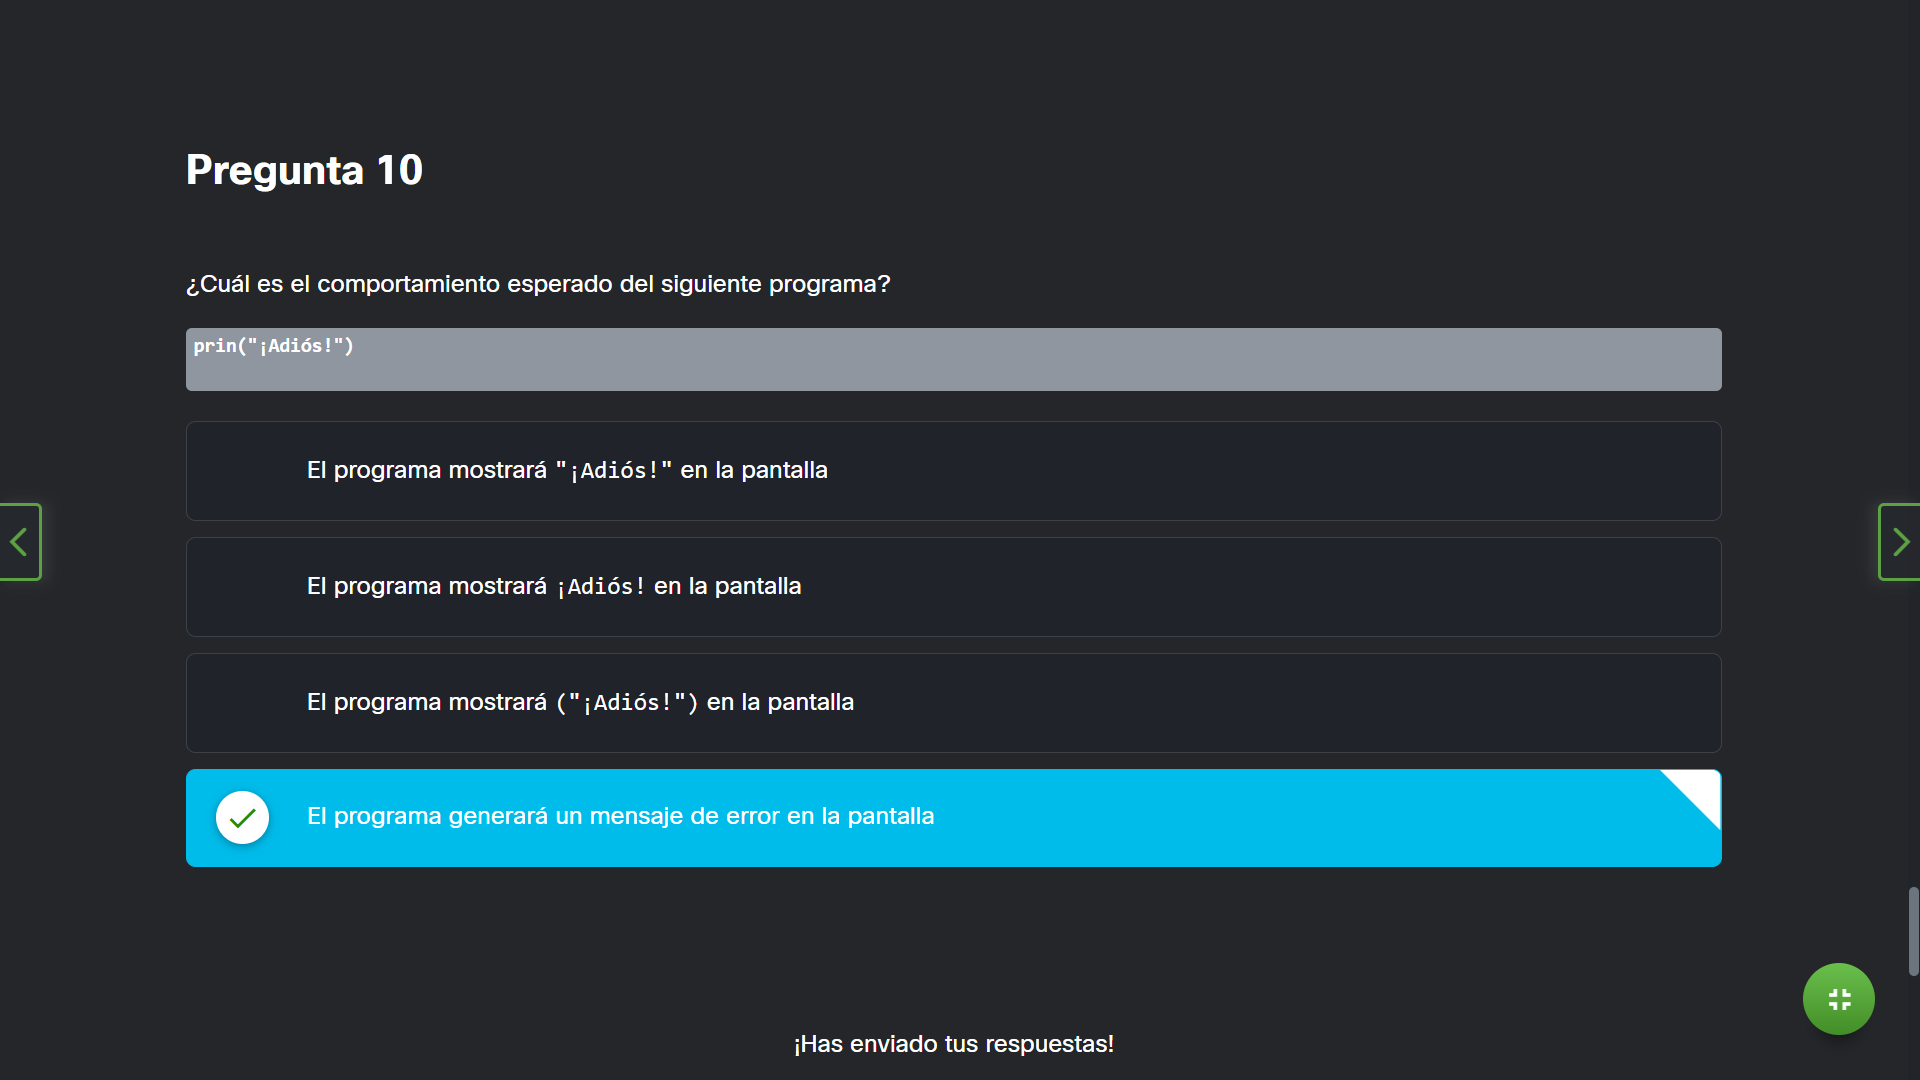 Pregunta 10
¿Cuál es el comportamiento esperado del siguiente programa?
prin("¡Adiós!")
El programa mostrará "¡Adiós!" en la pantalla
El programa mostrará ¡Adiós! en la pantalla
El programa mostrará ("¡Adiós!") en la pantalla
El programa generará un mensaje de error en la pantalla
¡Has enviado tus respuestas!